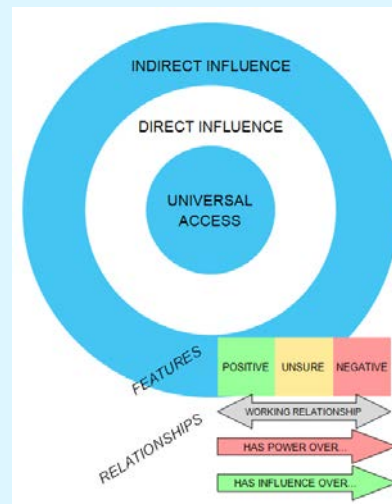 INDIRECT INFLUENCE
DIRECT INFLUENCE
UNIVERSAL
ACCESS
FEATURES
POSITIVE UNSURE NEGATIVE
RELATIONSHIPS
WORKING RELATIONSHIP
HAS POWER OVER...
HAS INFLUENCE OVER...